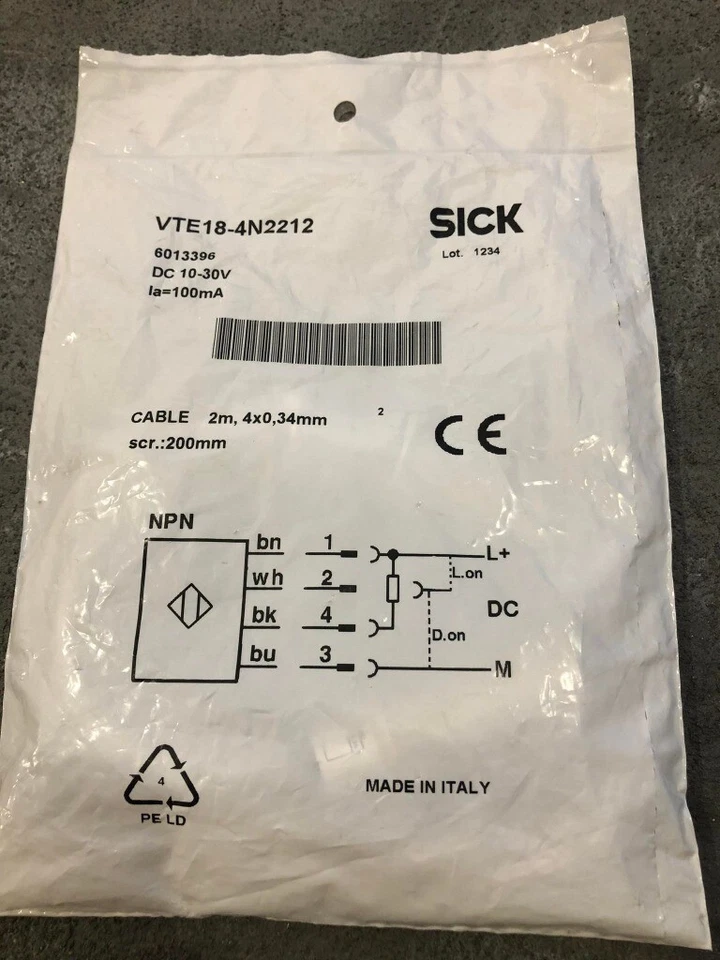 VTE18-4N2212
SICK
Lot. 1234
6013396
DC 10-30V
Ia=100mA
CABLE 2m, 4x0,34mm 2
scr.:200mm
CE
NPN
bn 1 L+
wh 2 L.on
DC
bk 4
D.on
bu 3 M
4
PE LD
MADE IN ITALY